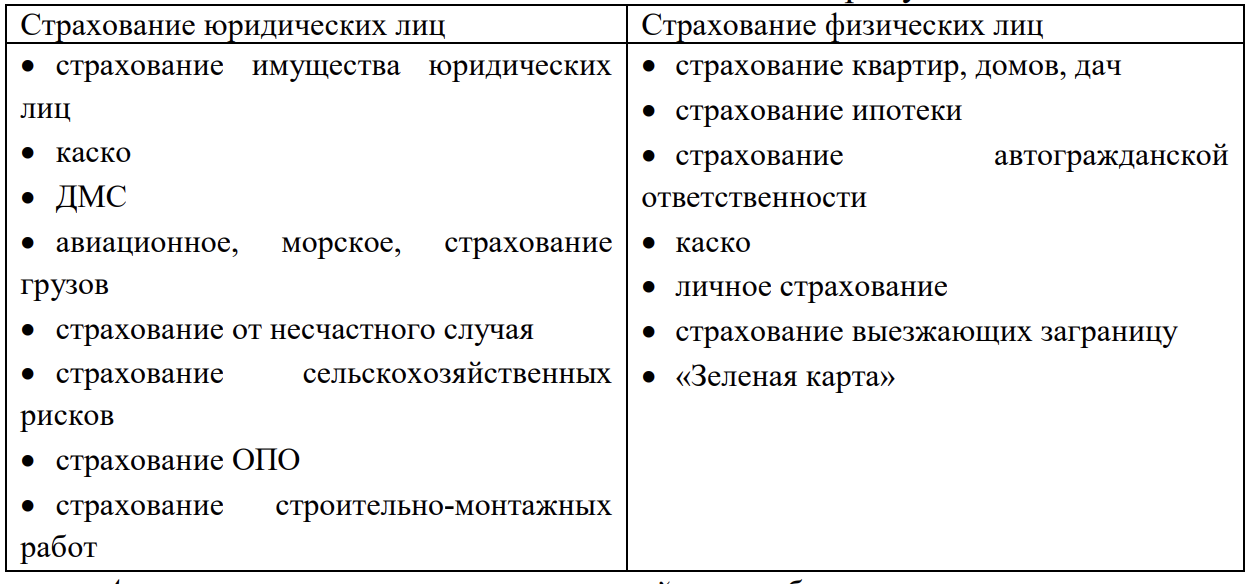 Страхование юридических лиц
• страхование имущества юридических
лиц
• каско
• ДМС
• авиационное, морское, страхование
грузов
• страхование от несчастного случая
• страхование сельскохозяйственных
рисков
• страхование ОПО
• страхование строительно-монтажных
работ
Страхование физических лиц
• страхование квартир, домов, дач
• страхование ипотеки
• страхование автогражданской
ответственности
• каско
• личное страхование
• страхование выезжающих заграницу
• «Зеленая карта»